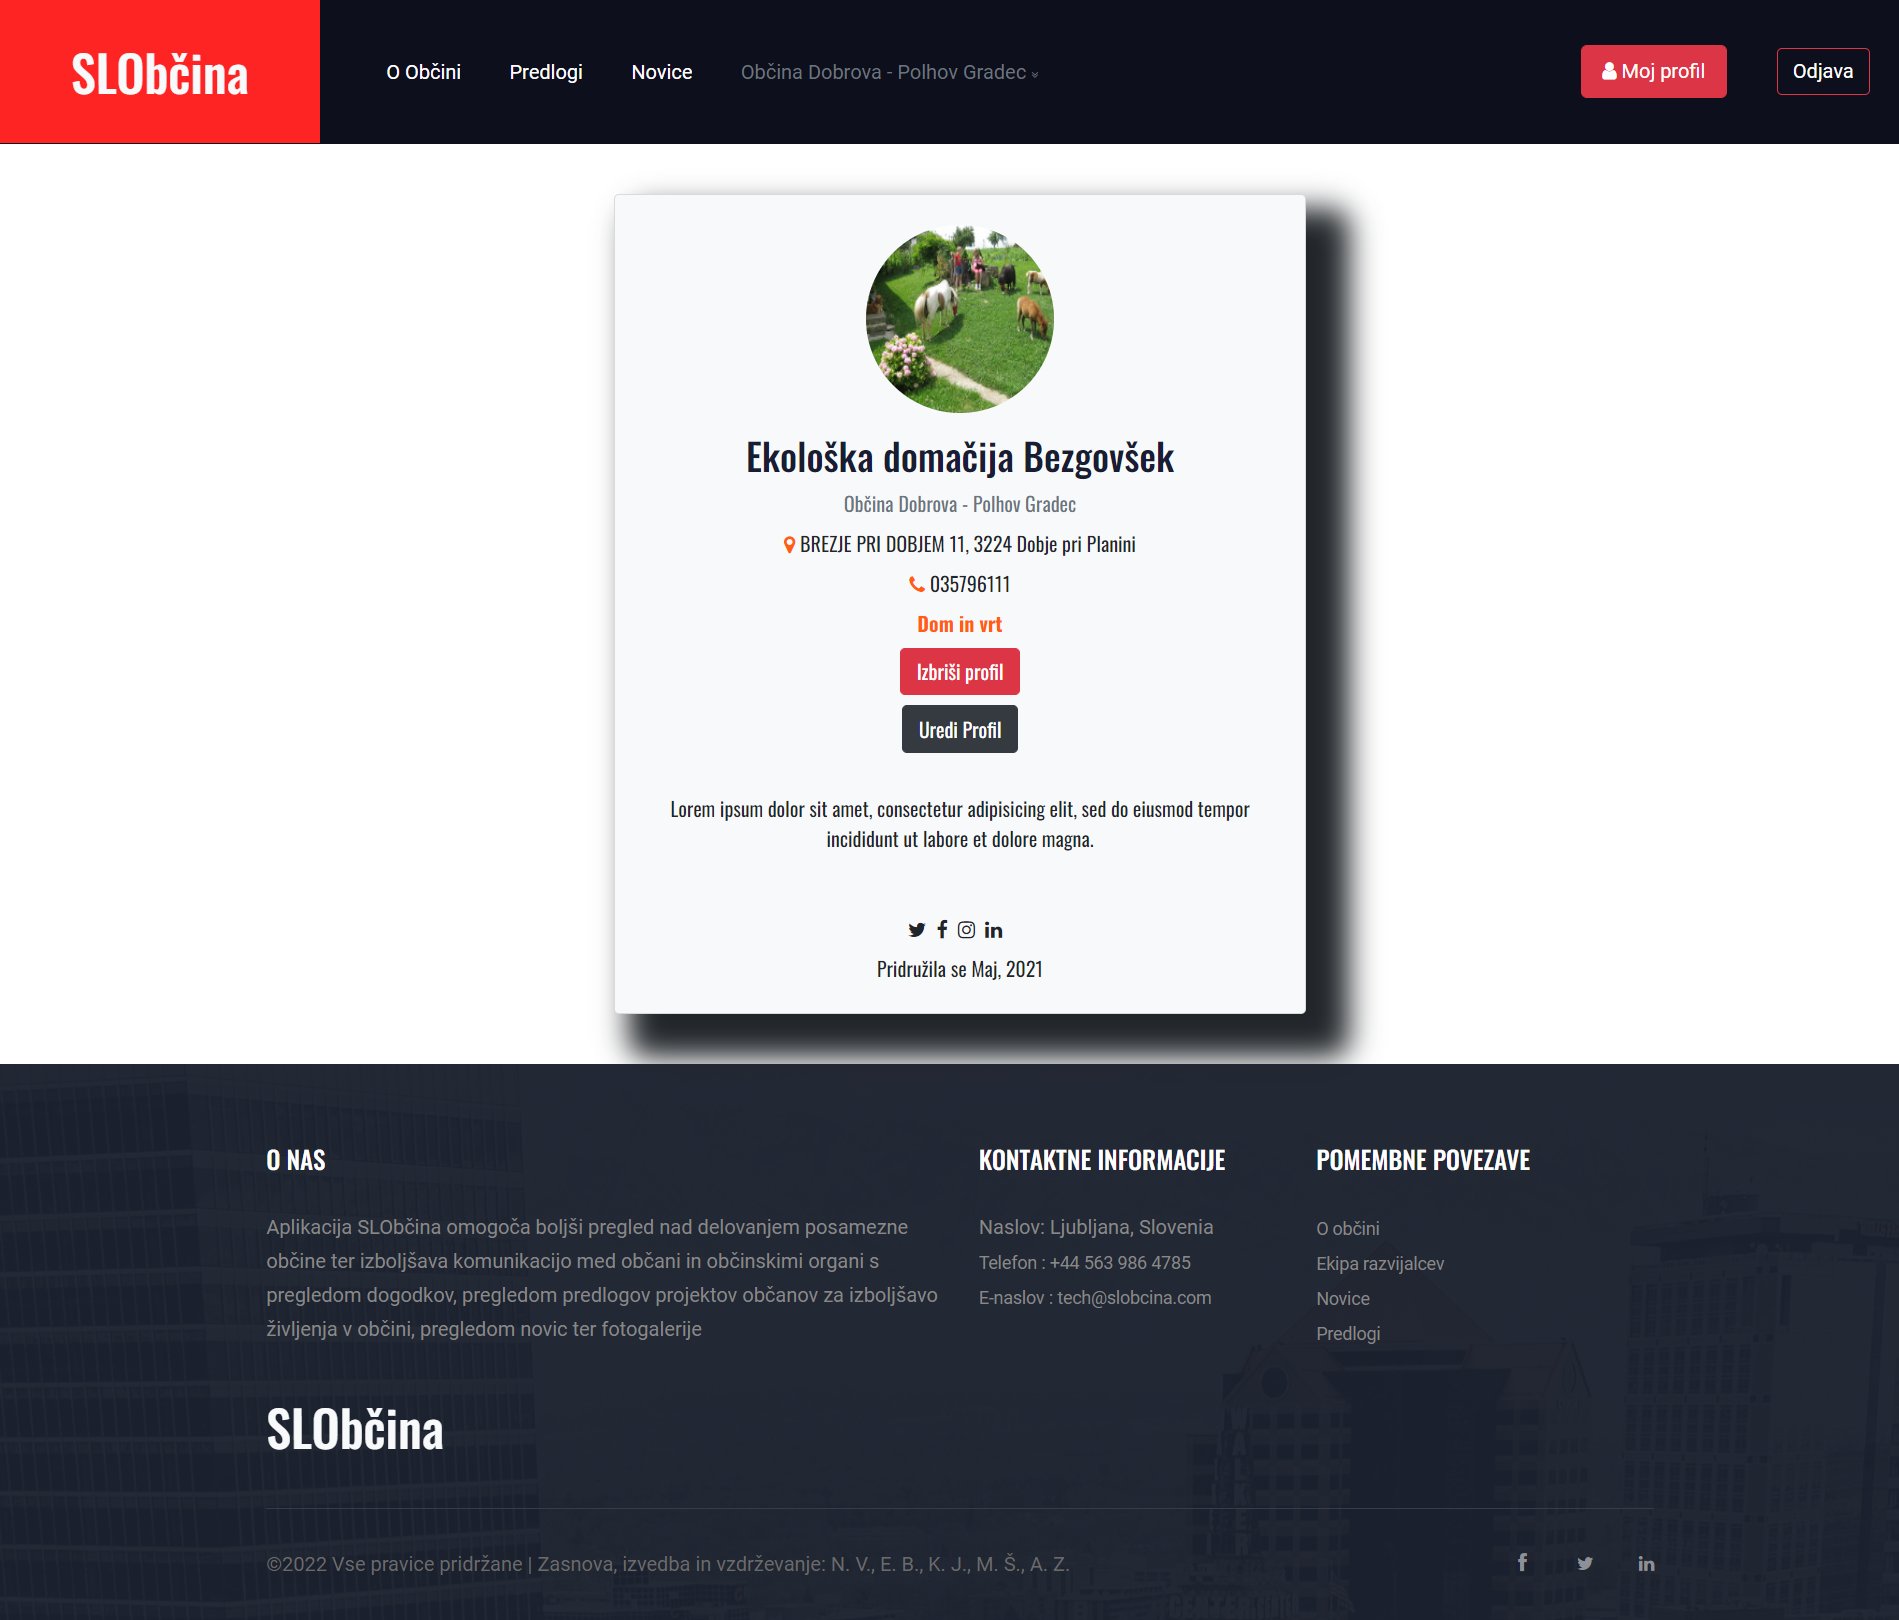 SLObčina
O Občini
Predlogi
Novice
Občina Dobrova - Polhov Gradec
Moj profil
Odjava
Ekološka domačija Bezgovšek
Občina Dobrova - Polhov Gradec
BREZJE PRI DOBJEM 11, 3224 Dobje pri Planini
035796111
Dom in vrt
Izbriši profil
Uredi Profil
Lorem ipsum dolor sit amet, consectetur adipisicing elit, sed do eiusmod tempor
incididunt ut labore et dolore magna.
Pridružila se Maj, 2021
O NAS
Aplikacija SLObčina omogoča boljši pregled nad delovanjem posamezne
občine ter izboljšava komunikacijo med občani in občinskimi organi s
pregledom dogodkov, pregledom predlogov projektov občanov za izboljšavo
življenja v občini, pregledom novic ter fotogalerije
SLObčina
KONTAKTNE INFORMACIJE
Naslov: Ljubljana, Slovenia
Telefon : +44 563 986 4785
E-naslov : tech@slobcina.com
POMEMBNE POVEZAVE
O občini
Ekipa razvijalcev
Novice
Predlogi
©2022 Vse pravice pridržane | Zasnova, izvedba in vzdrževanje: N. V., E. B., K. J., M. Š., A. Z.